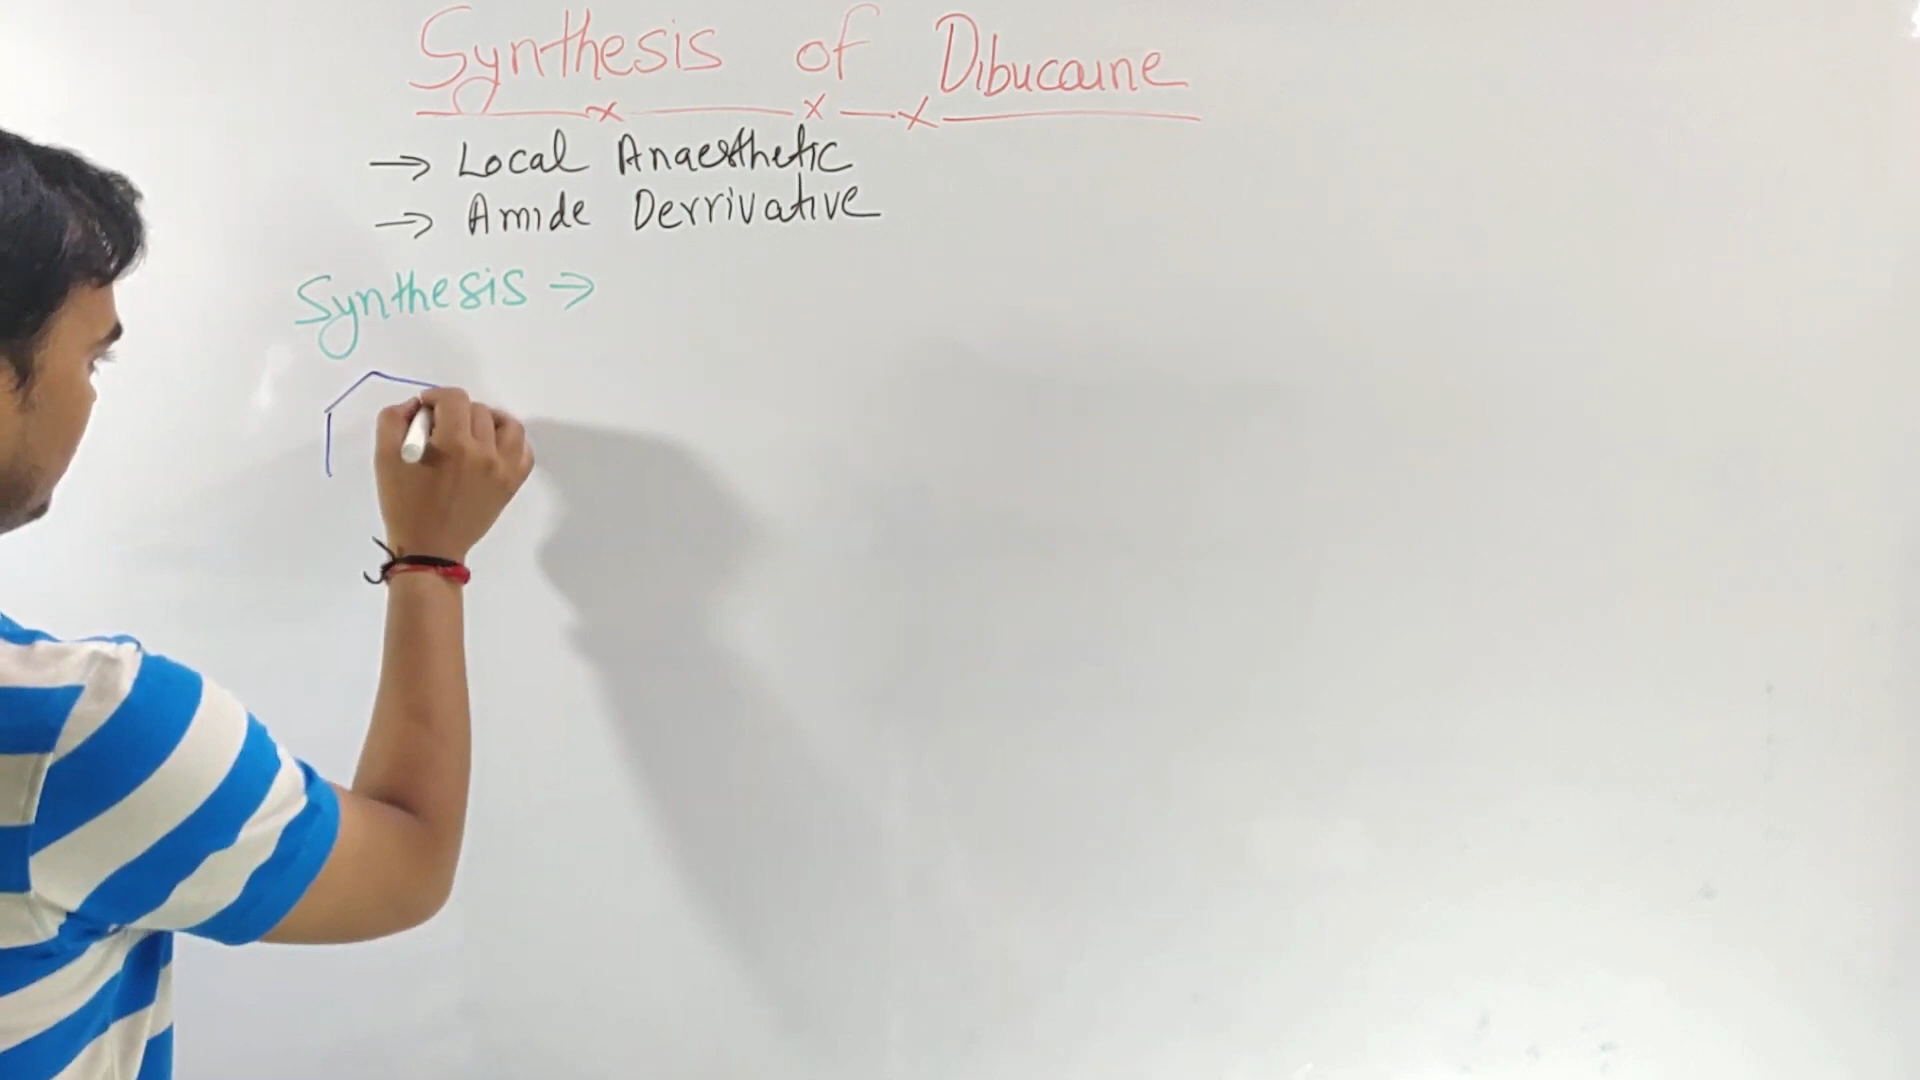 Synthesis of Dibucaine
→ Local Anaesthetic
→ Amide Derrivative
Synthesis →